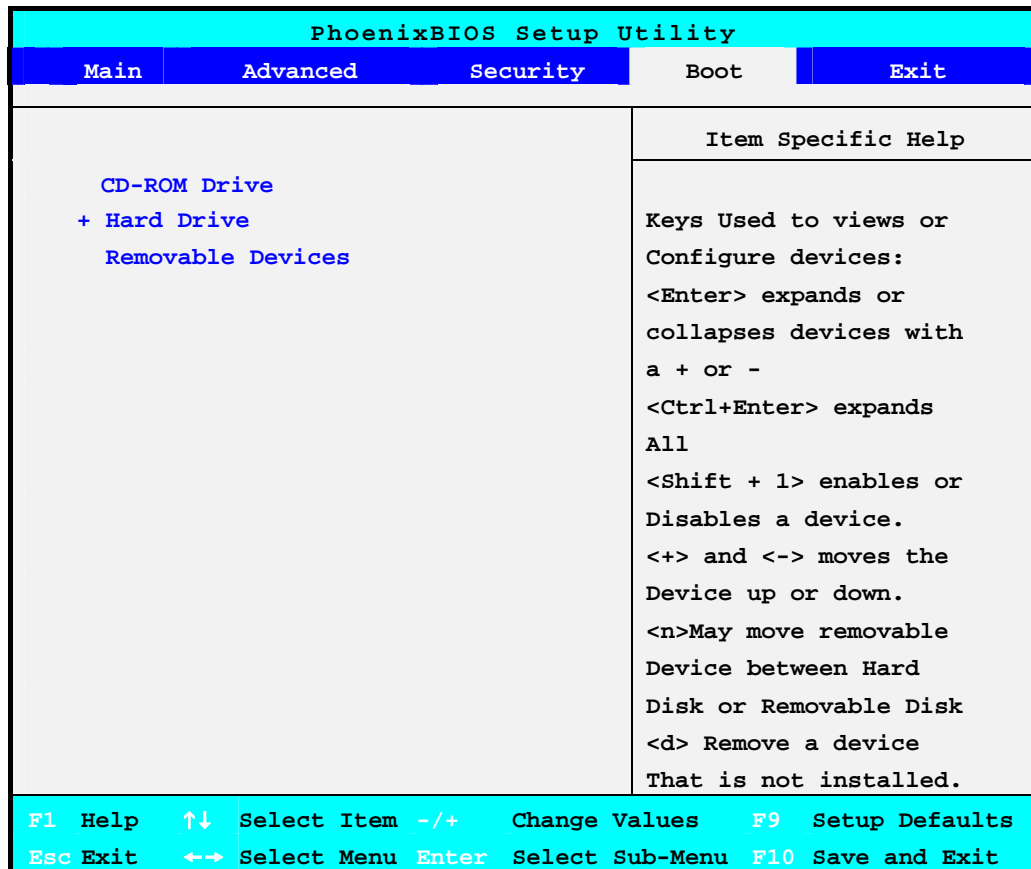 PhoenixBIOS Setup Utility
Main Advanced Security Boot Exit
Item Specific Help
CD-ROM Drive
+ Hard Drive
Removable Devices
Keys Used to views or
Configure devices:
<Enter> expands or
collapses devices with
a + or -
<Ctrl+Enter> expands
All
<Shift + 1> enables or
Disables a device.
<+> and <-> moves the
Device up or down.
<n>May move removable
Device between Hard
Disk or Removable Disk
<d> Remove a device
That is not installed.
F1 Help ↑↓ Select Item -/+ Change Values F9 Setup Defaults
Esc Exit ←→ Select Menu Enter Select Sub-Menu F10 Save and Exit